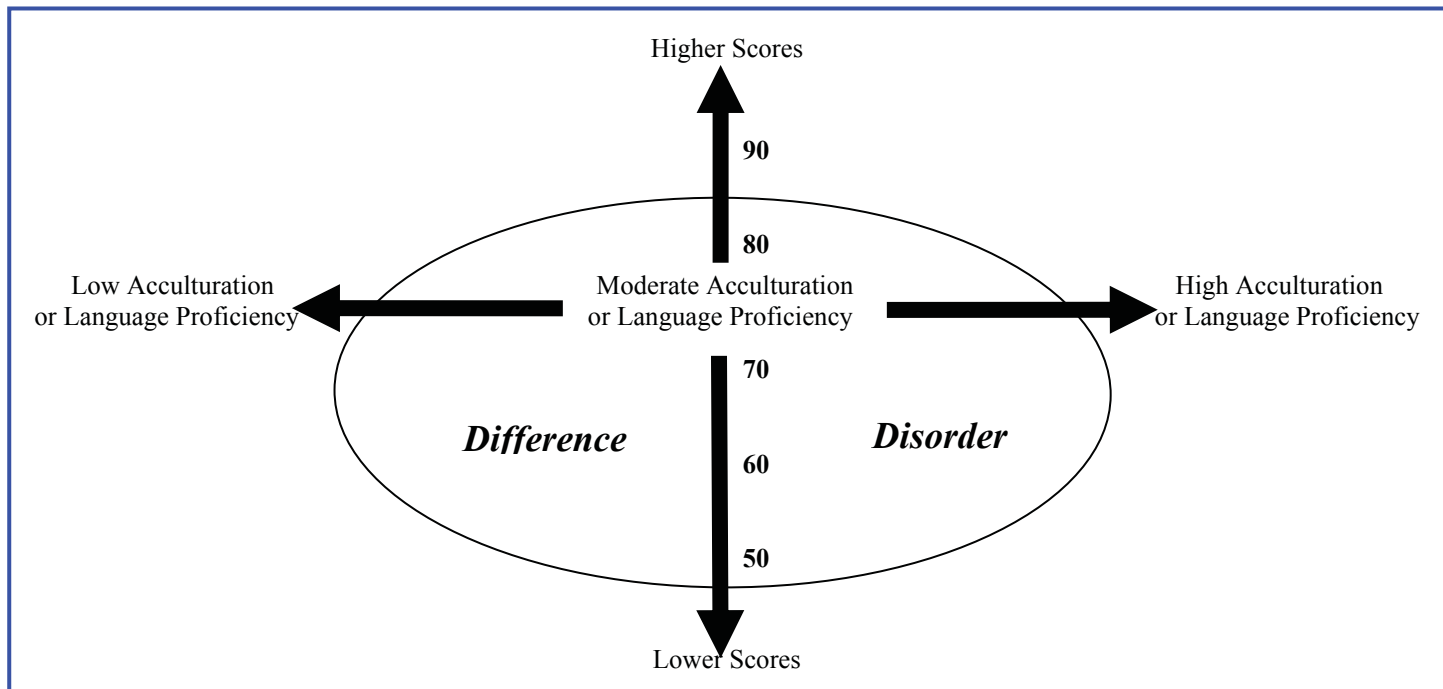 Higher Scores
90
80
Low Acculturation
or Language Proficiency
Moderate Acculturation
or Language Proficiency
High Acculturation
or Language Proficiency
70
Difference
Disorder
60
50
Lower Scores